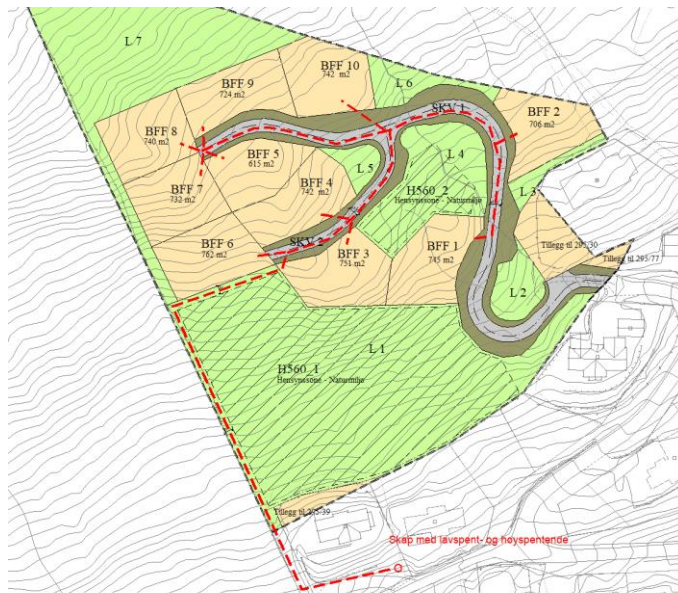 L 7
BFF 10
742 m2
BFF 9
724 m2
L 6
SKV 1
BFF 2
706 m2
BFF 8
740 m2
BFF 5
615 m2
L 4
L 5
BFF 4
742 m2
H560_2
Hensynssone - Naturmiljø
BFF 7
732 m2
L 3
BFF 6
762 m2
SKV 2
BFF 3
751 m2
BFF 1
745 m2
Tillegg til 295/30
Tillegg til 295/77
L 2
L 1
H560_1
Hensynssone - Naturmiljø
Tillegg til 295/39
Skap med lavspent- og høyspentende